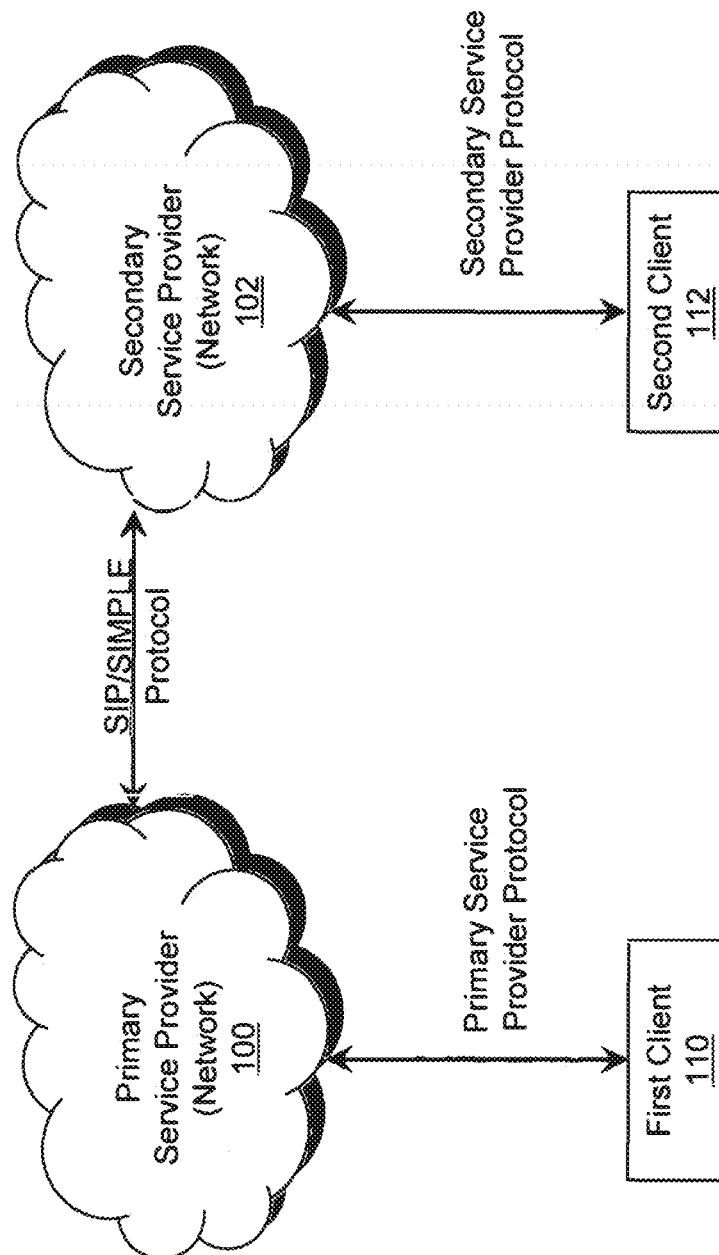 Primary
Service Provider
(Network)
100
SIP/SIMPLE
Protocol
Secondary
Service Provider
(Network)
102
Primary Service
Provider Protocol
Secondary Service
Provider Protocol
First Client
110
Second Client
112